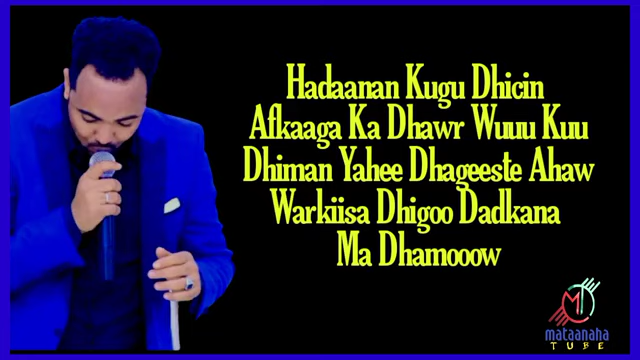 Hadaanan Kugu Dhicin
Afkaaga Ka Dhawr Wuuu Kuu
Dhiman Yahee Dhageeste Ahaw
Warkiisa Dhigoo Dadkana
Ma Dhamooow
MT
mataanaha
TUBE